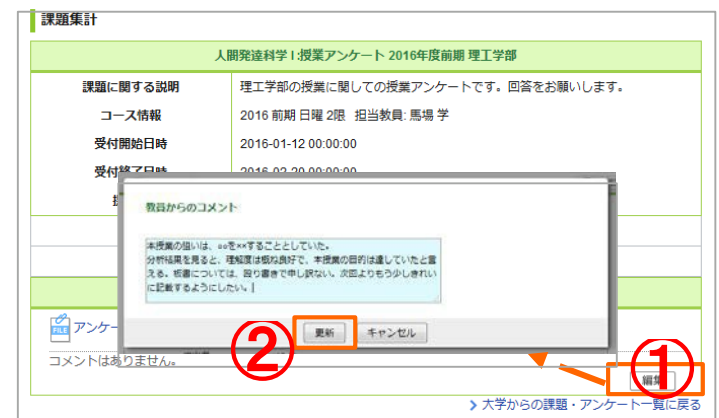 課題集計
人間発達科学Ⅰ:授業アンケート 2016年度前期 理工学部
課題に関する説明 理工学部の授業に関しての授業アンケートです。回答をお願いします。
コース情報 2016 前期 日曜 2限 担当教員: 馬場 学
受付開始日時 2016-01-12 00:00:00
受付終了日時 2016-02-20 00:00:00
教員からのコメント
本授業の狙いは、○○を××することとしていた。
分析結果を見ると、理解度は概ね良好で、本授業の目的は達していたと言
える。板書については、殴り書きで申し訳ない。次回よりもう少しきれい
に記載するようにしたい。
② 更新 キャンセル
FILE アンケー
コメントはありません。
① 編集
> 大学からの課題・アンケート一覧に戻る